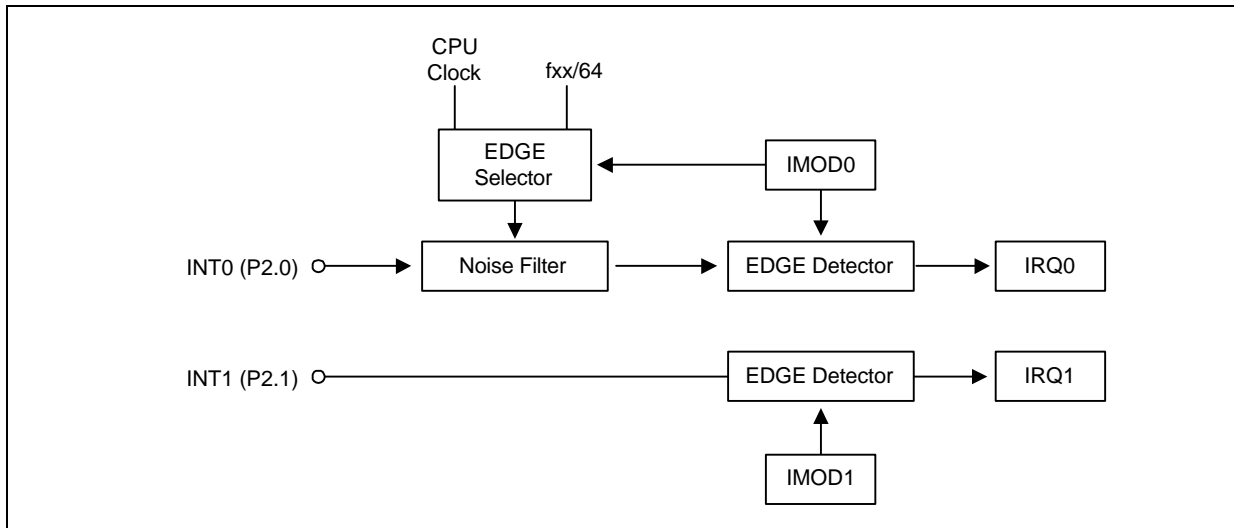 CPU
Clock
fxx/64
EDGE
Selector
IMOD0
INT0 (P2.0)
Noise Filter
EDGE Detector
IRQ0
INT1 (P2.1)
EDGE Detector
IRQ1
IMOD1